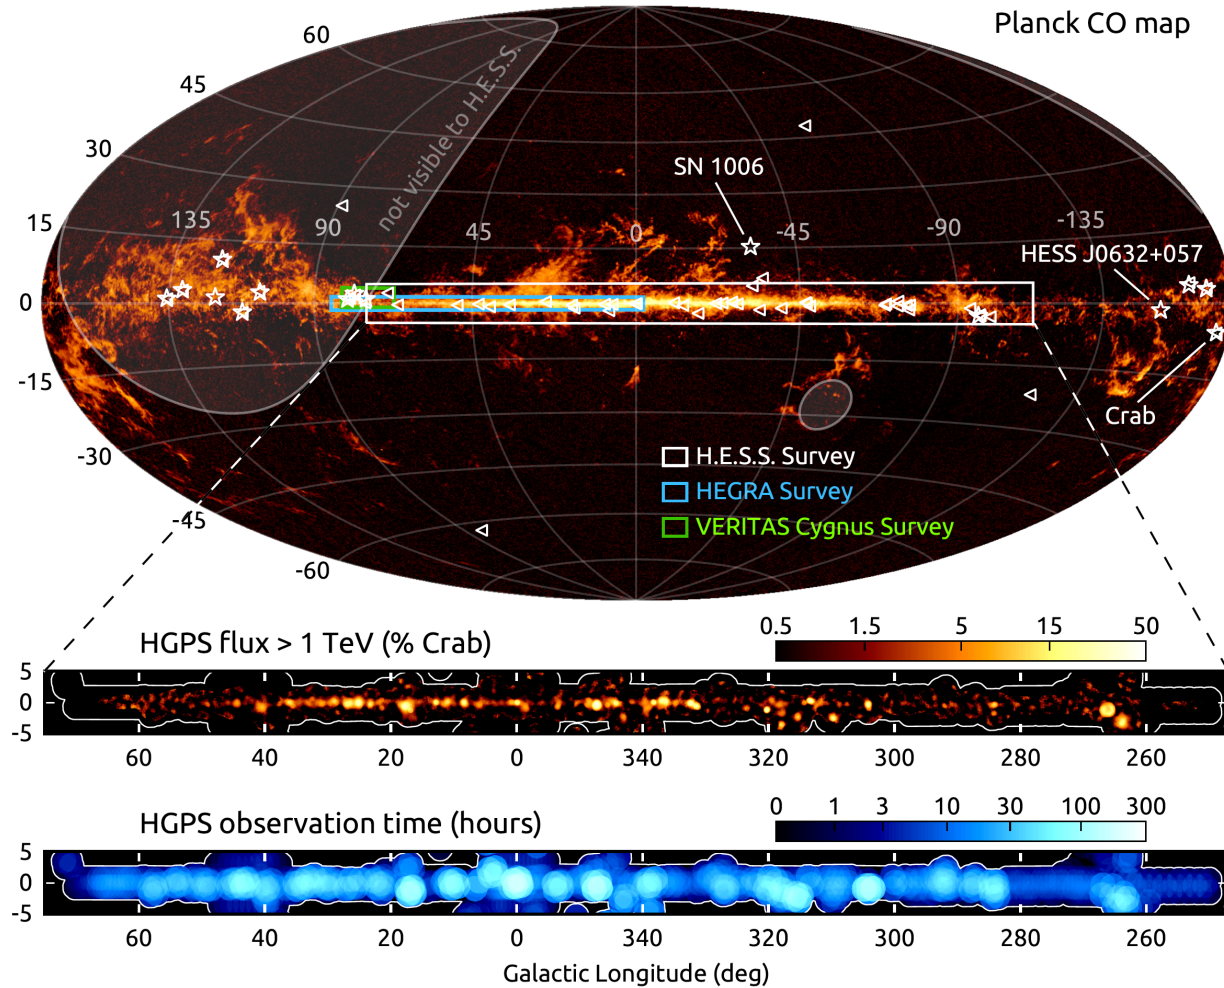 Planck CO map
60
45
30
15
0
-15
-30
-45
-60
not visible to H.E.S.S.
135
90
45
0
-45
-90
-135
SN 1006
HESS J0632+057
Crab
H.E.S.S. Survey
HEGRA Survey
VERITAS Cygnus Survey
HGPS flux > 1 TeV (% Crab)
0.5 1.5 5 15 50
5
0
-5
60 40 20 0 340 320 300 280 260
HGPS observation time (hours)
0 1 3 10 30 100 300
5
0
-5
60 40 20 0 340 320 300 280 260
Galactic Longitude (deg)